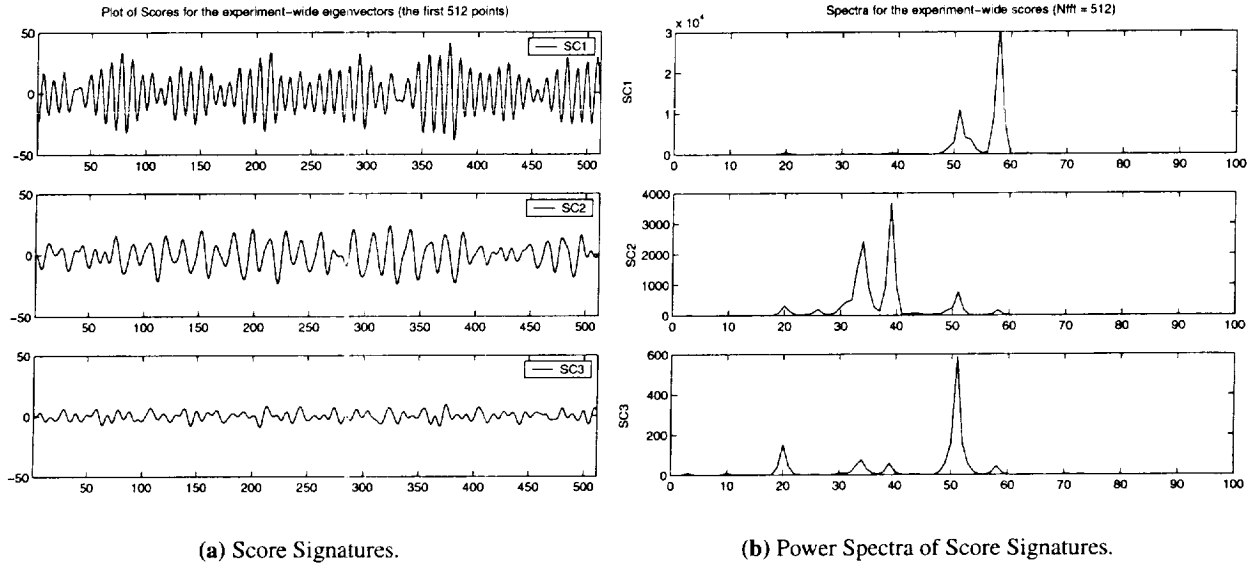 Plot of Scores for the experiment-wide eigenvectors (the first 512 points)
50
0
-50
SC1
50 100 150 200 250 300 350 400 450 500
50
0
-50
SC2
50 100 150 200 250 300 350 400 450 500
50
0
-50
SC3
50 100 150 200 250 300 350 400 450 500
(a) Score Signatures.
Spectra for the experiment-wide scores (Nfft = 512)
x 10^4
3
2
1
0
SC1
0 10 20 30 40 50 60 70 80 90 100
4000
3000
2000
1000
0
SC2
0 10 20 30 40 50 60 70 80 90 100
600
400
200
0
SC3
0 10 20 30 40 50 60 70 80 90 100
(b) Power Spectra of Score Signatures.